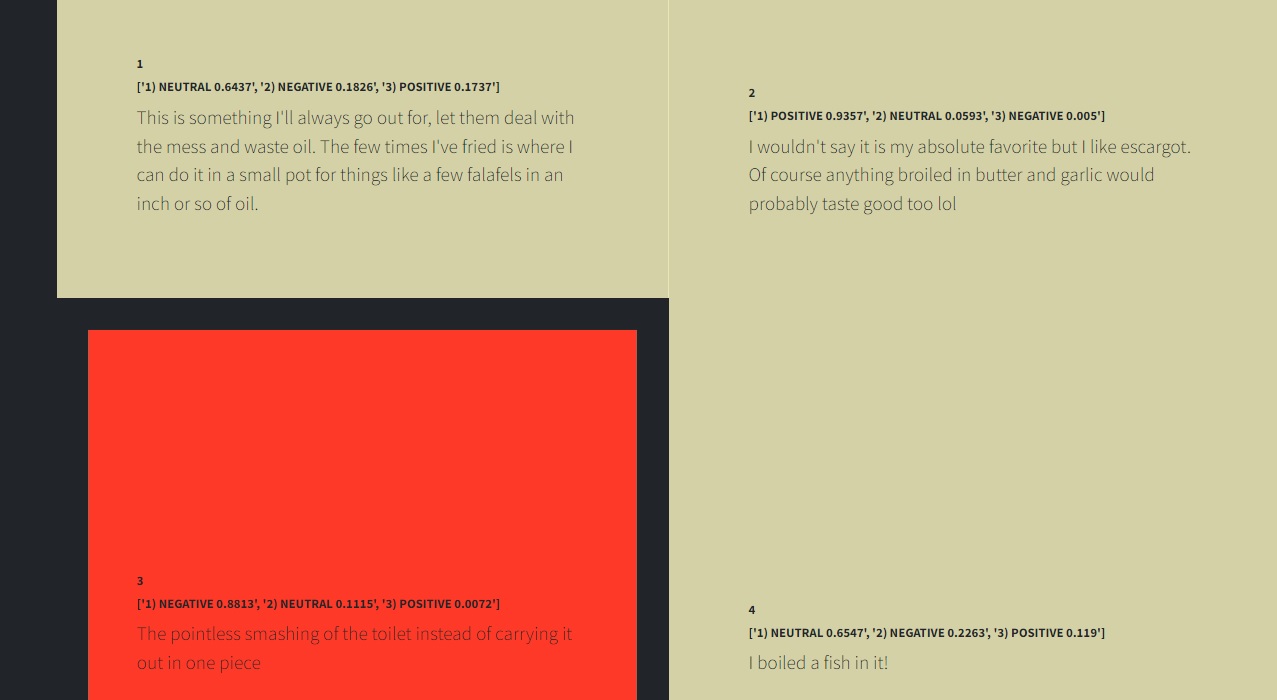 1
['1) NEUTRAL 0.6437', '2) NEGATIVE 0.1826', '3) POSITIVE 0.1737']
This is something I'll always go out for, let them deal with
the mess and waste oil. The few times I've fried is where I
can do it in a small pot for things like a few falafels in an
inch or so of oil.
2
['1) POSITIVE 0.9357', '2) NEUTRAL 0.0593', '3) NEGATIVE 0.005']
I wouldn't say it is my absolute favorite but I like escargot.
Of course anything broiled in butter and garlic would
probably taste good too lol
3
['1) NEGATIVE 0.8813', '2) NEUTRAL 0.1115', '3) POSITIVE 0.0072']
The pointless smashing of the toilet instead of carrying it
out in one piece
4
['1) NEUTRAL 0.6547', '2) NEGATIVE 0.2263', '3) POSITIVE 0.119']
I boiled a fish in it!